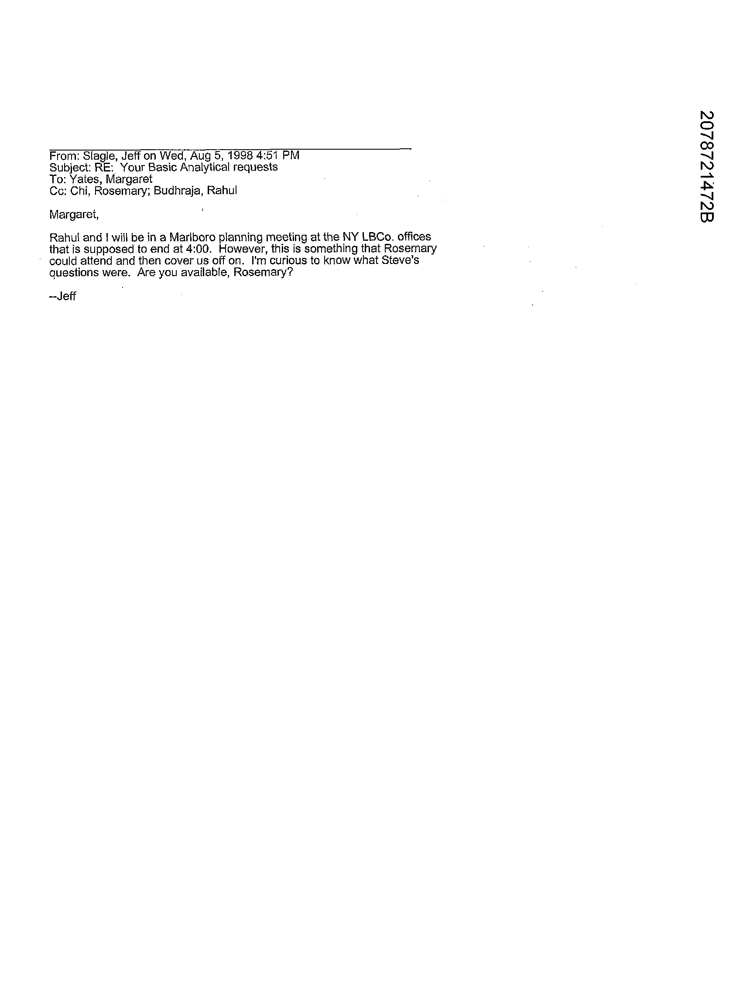 From: Slagle, Jeff on Wed, Aug 5, 1998 4:51 PM
Subject: RE: Your Basic Analytical requests
To: Yates, Margaret
Cc: Chi, Rosemary; Budhraja, Rahul
Margaret,
Rahul and I will be in a Marlboro planning meeting at the NY LBCo. offices
that is supposed to end at 4:00. However, this is something that Rosemary
could attend and then cover us off on. I'm curious to know what Steve's
questions were. Are you available, Rosemary?
--Jeff
2078721472B